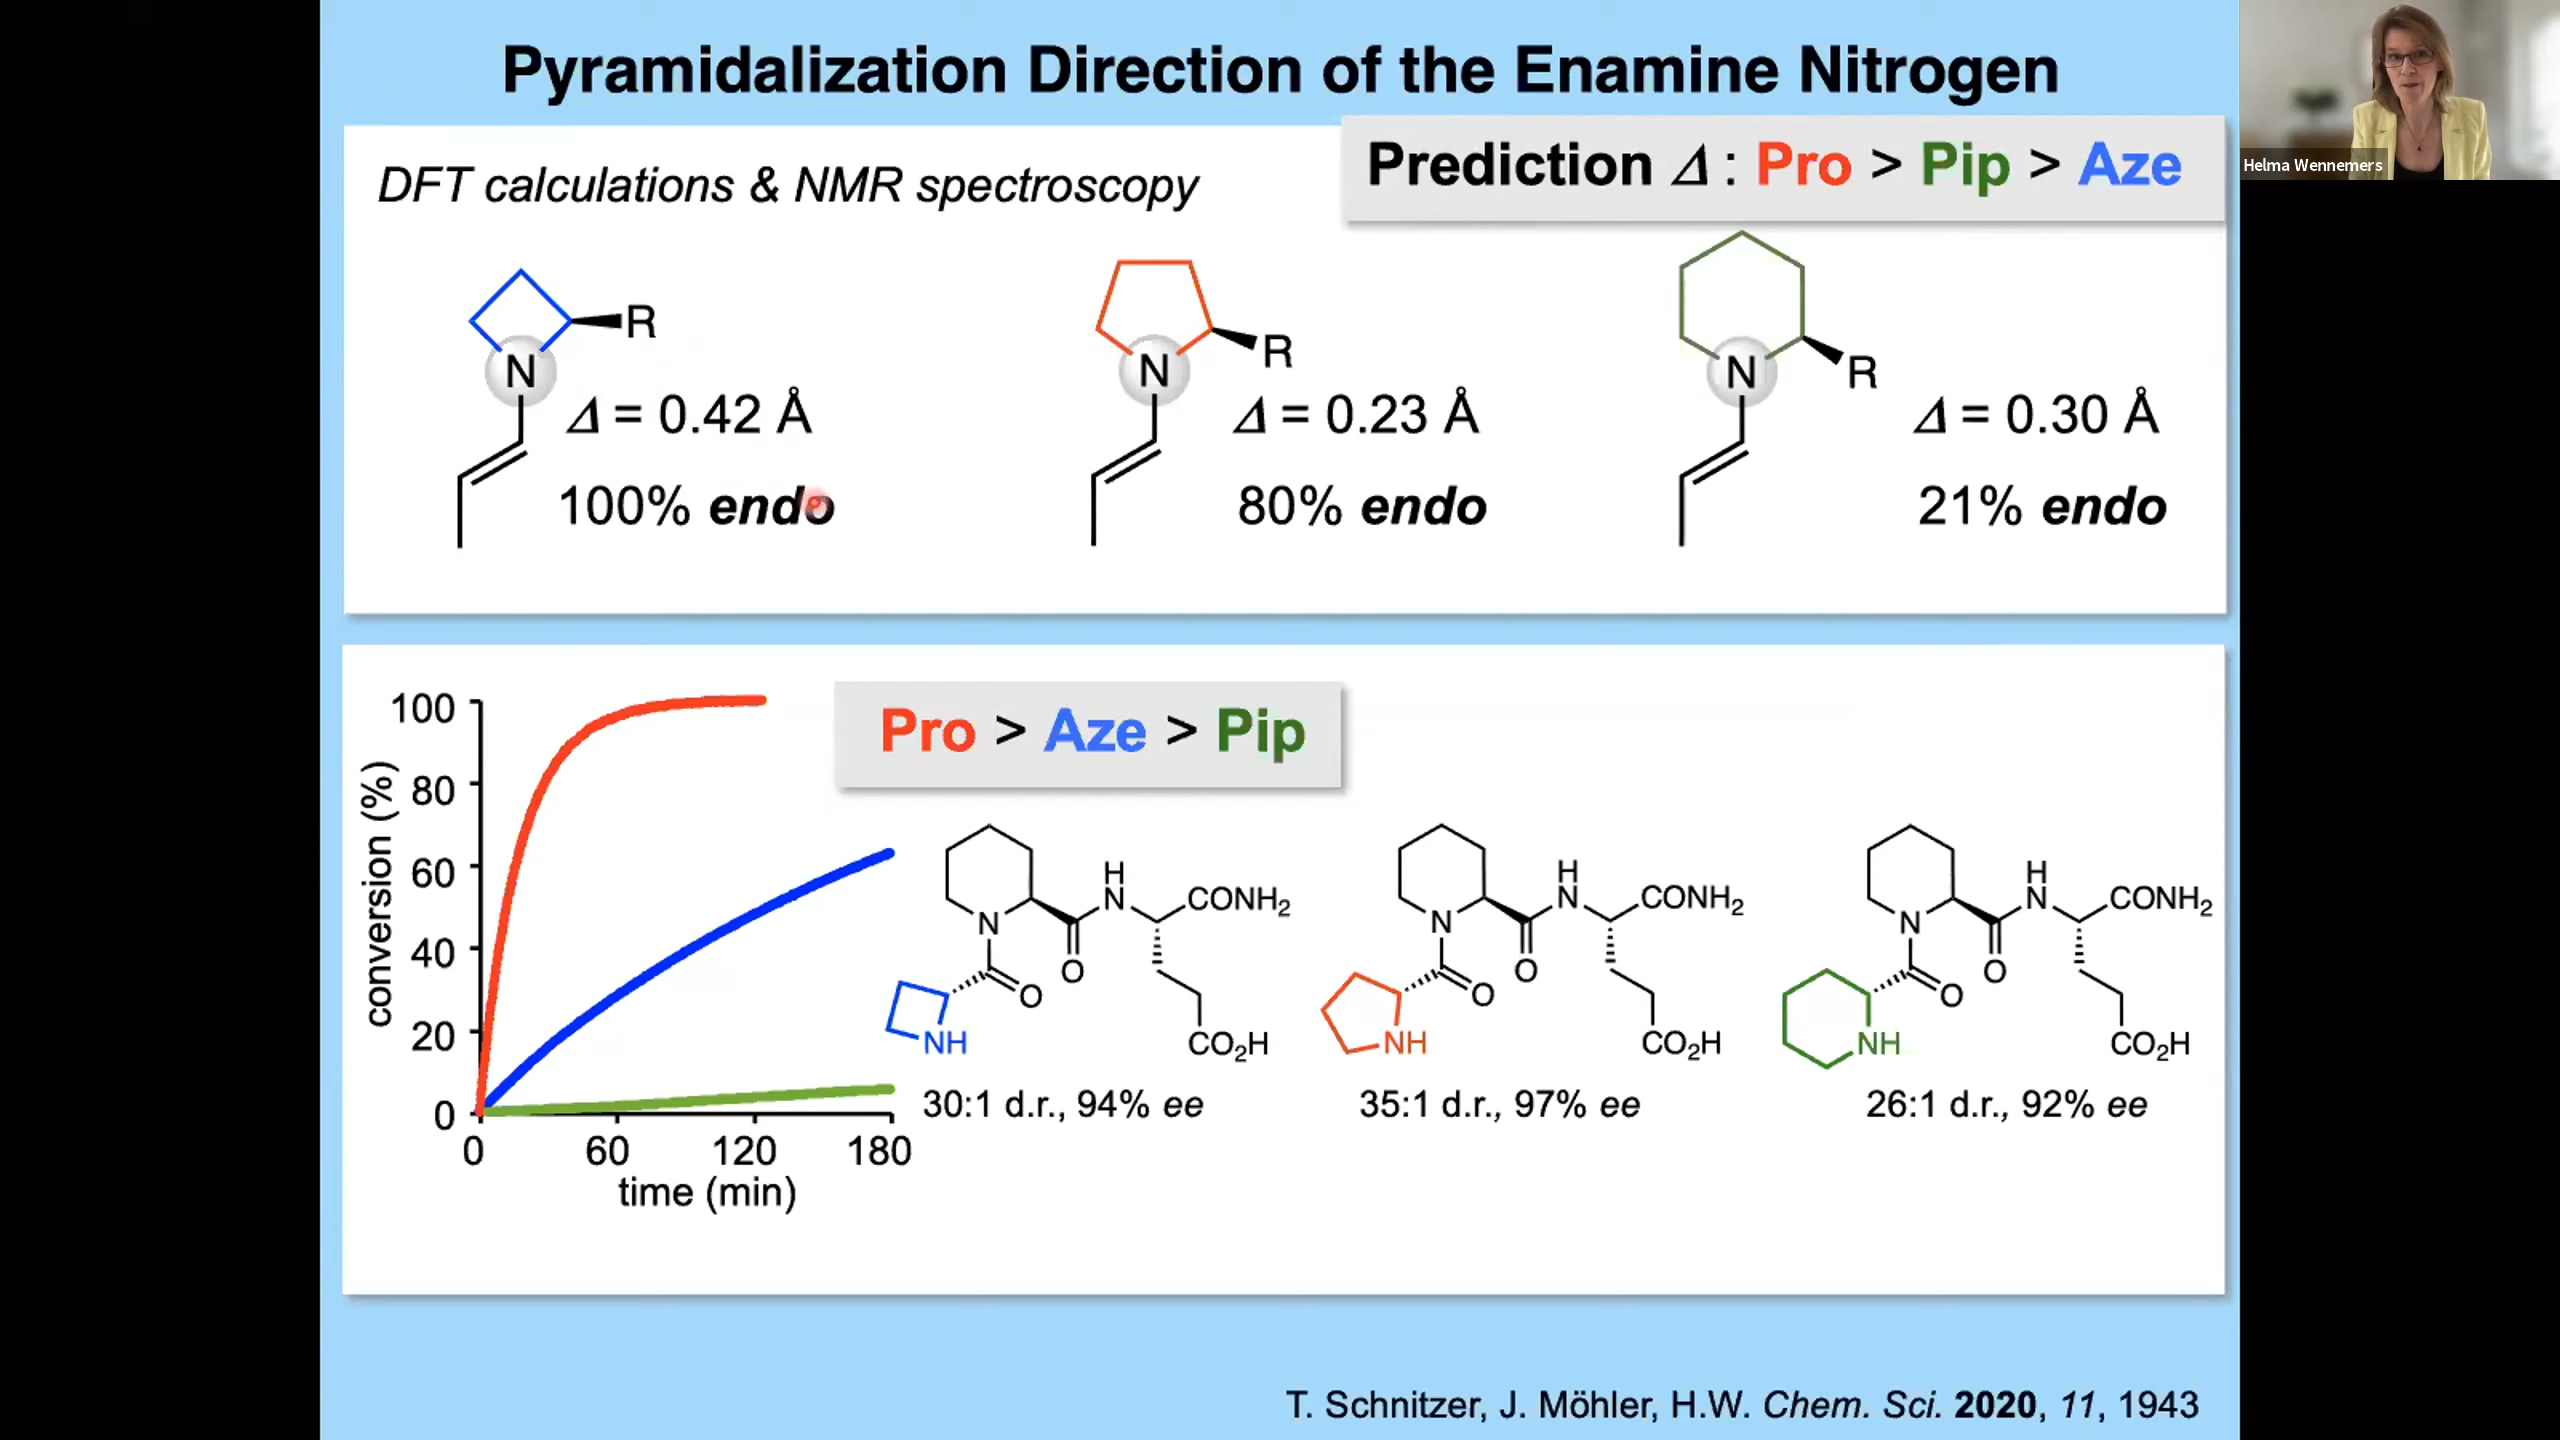 Pyramidalization Direction of the Enamine Nitrogen
Helma Wennemers
DFT calculations & NMR spectroscopy
Prediction Δ : Pro > Pip > Aze
N
R
Δ = 0.42 Å
100% endo
N
R
Δ = 0.23 Å
80% endo
N
R
Δ = 0.30 Å
21% endo
Pro > Aze > Pip
conversion (%)
100
80
60
40
20
0
0 60 120 180
time (min)
H
N
N
CONH₂
O
O
NH
CO₂H
30:1 d.r., 94% ee
H
N
N
CONH₂
O
O
NH
CO₂H
35:1 d.r., 97% ee
H
N
N
CONH₂
O
O
NH
CO₂H
26:1 d.r., 92% ee
T. Schnitzer, J. Möhler, H.W. Chem. Sci. 2020, 11, 1943